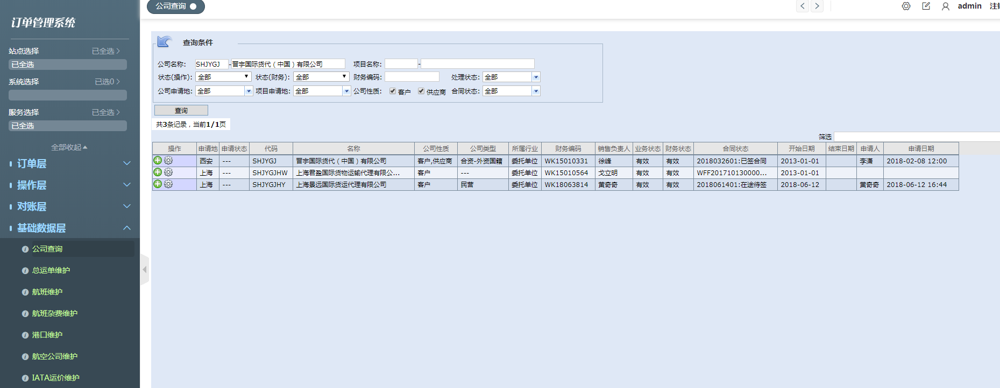 公司查询
admin
订单管理系统
站点选择 已全选
已全选
系统选择 已选0
服务选择 已全选
已全选
全部收起
订单层
操作层
对账层
基础数据层
公司查询
总运单维护
航班维护
航班杂费维护
港口维护
航空公司维护
IATA运价维护
查询条件
公司名称: SHJYGJ - 晋宇国际货代(中国)有限公司 项目名称: -
状态(操作): 全部 状态(财务): 全部 财务编码: 处理状态: 全部
公司申请地: 全部 项目申请地: 全部 公司性质: 客户 供应商 合同状态: 全部
查询
共3条记录,当前1/1页
筛选
操作 申请地 申请状态 代码 名称 公司性质 公司类型 所属行业 财务编码 销售负责人 业务状态 财务状态 合同状态 开始日期 结束日期 申请人 申请日期
西安 --- SHJYGJ 晋宇国际货代(中国)有限公司 客户,供应商 合资-外资国籍 委托单位 WK15010331 徐峰 有效 有效 2018032601:已签合同 2013-01-01 李潇 2018-02-08 12:00
上海 --- SHJYGJHW 上海君盈国际货物运输代理有限公... 客户 --- 委托单位 WK15010564 戈立明 有效 有效 WFF201710130000... 2013-01-01
上海 --- SHJYGJHY 上海景远国际货运代理有限公司 客户 民营 委托单位 WK18063814 黄奇奇 有效 有效 2018061401:在途待签 2018-06-12 黄奇奇 2018-06-12 16:44